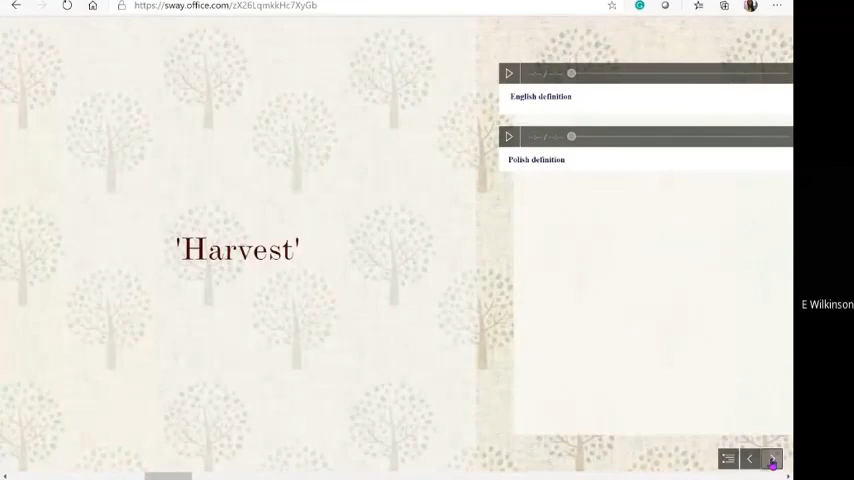 https://sway.office.com/zX26LqmkkHc7XyGb
--:-- / --:--
English definition
--:-- / --:--
Polish definition
'Harvest'
E Wilkinson